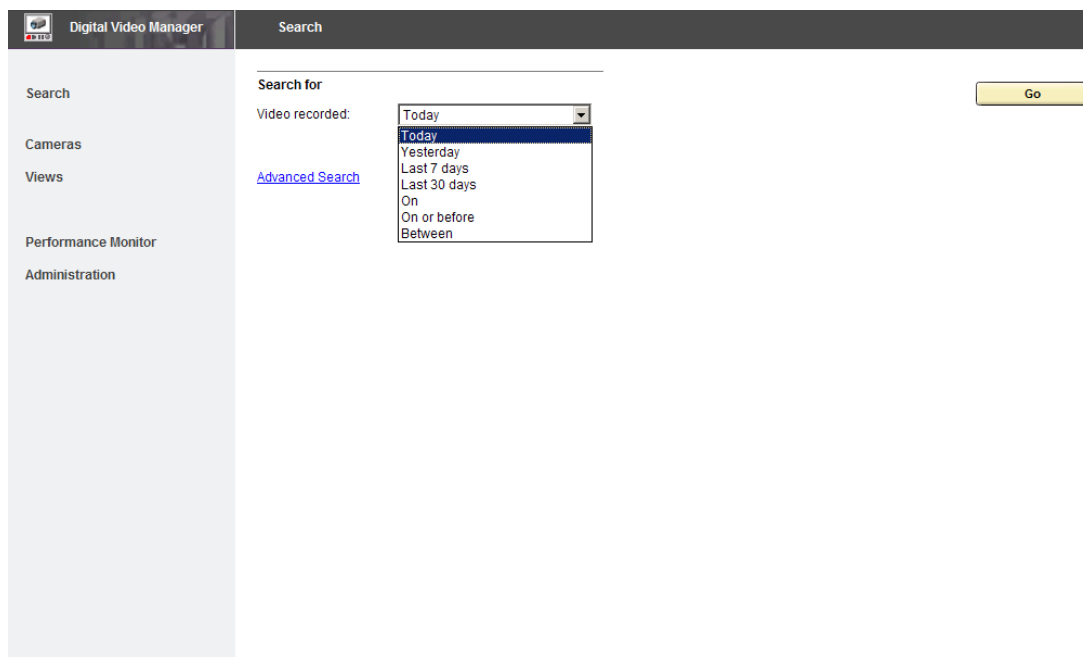 Digital Video Manager
Search
Search
Cameras
Views
Performance Monitor
Administration
Search for
Video recorded:
Today
Today
Yesterday
Last 7 days
Last 30 days
On
On or before
Between
Advanced Search
Go